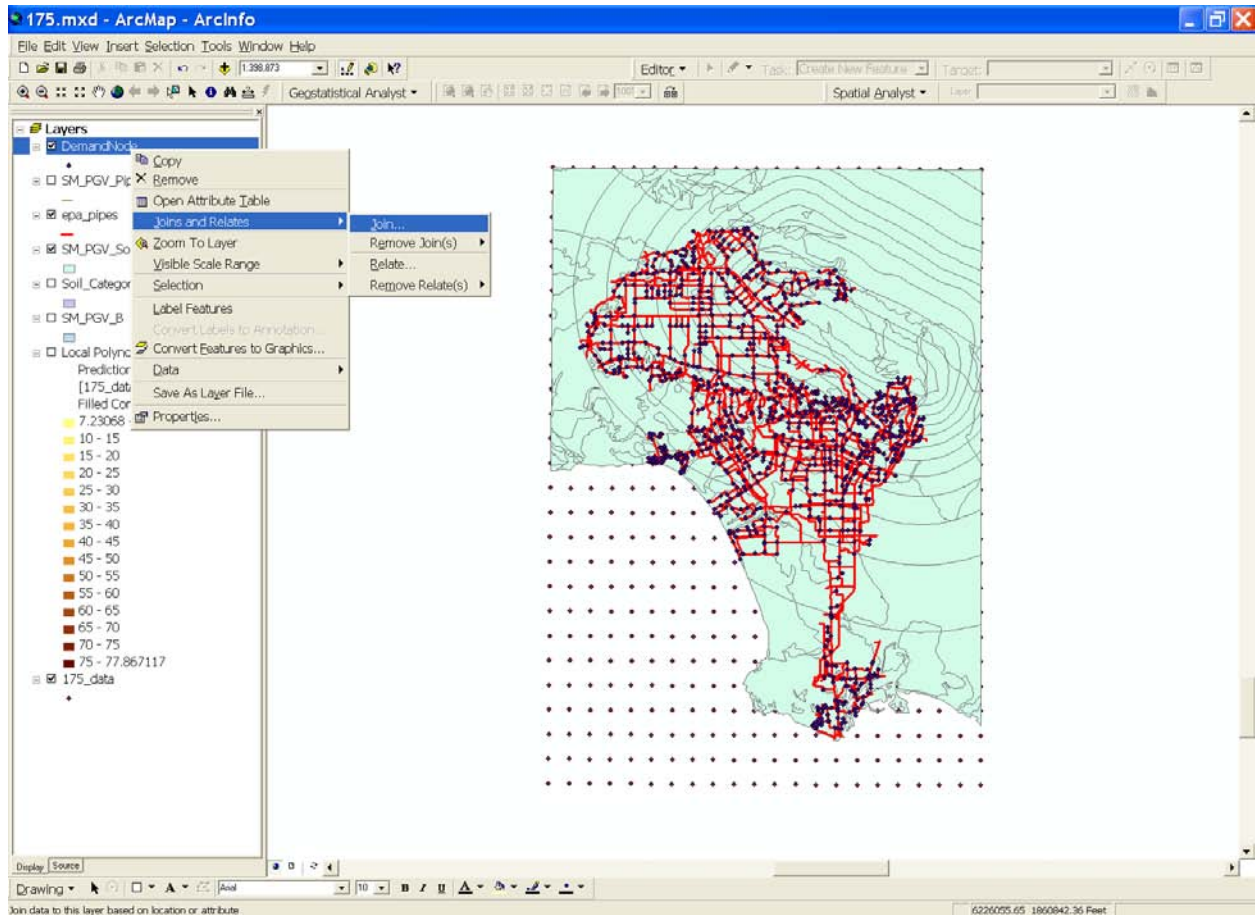 175.mxd - ArcMap - ArcInfo
File Edit View Insert Selection Tools Window Help
Editor
Task: Create New Feature
Target:
Geostatistical Analyst
Spatial Analyst
Layer:
Layers
DemandNode
SM_PGV_Pip
epa_pipes
SM_PGV_So
Soil_Categor
SM_PGV_B
Local Polyno
Prediction
[175_dat
Filled Con
7.23068 -
10 - 15
15 - 20
20 - 25
25 - 30
30 - 35
35 - 40
40 - 45
45 - 50
50 - 55
55 - 60
60 - 65
65 - 70
70 - 75
75 - 77.867117
175_data
Copy
Remove
Open Attribute Table
Joins and Relates
Zoom To Layer
Visible Scale Range
Selection
Label Features
Convert Labels to Annotation...
Convert Features to Graphics...
Data
Save As Layer File...
Properties...
Join...
Remove Join(s)
Relate...
Remove Relate(s)
Display Source
Drawing
Arial
10
B I U A
Join data to this layer based on location or attribute
6226055.65 1860842.36 Feet